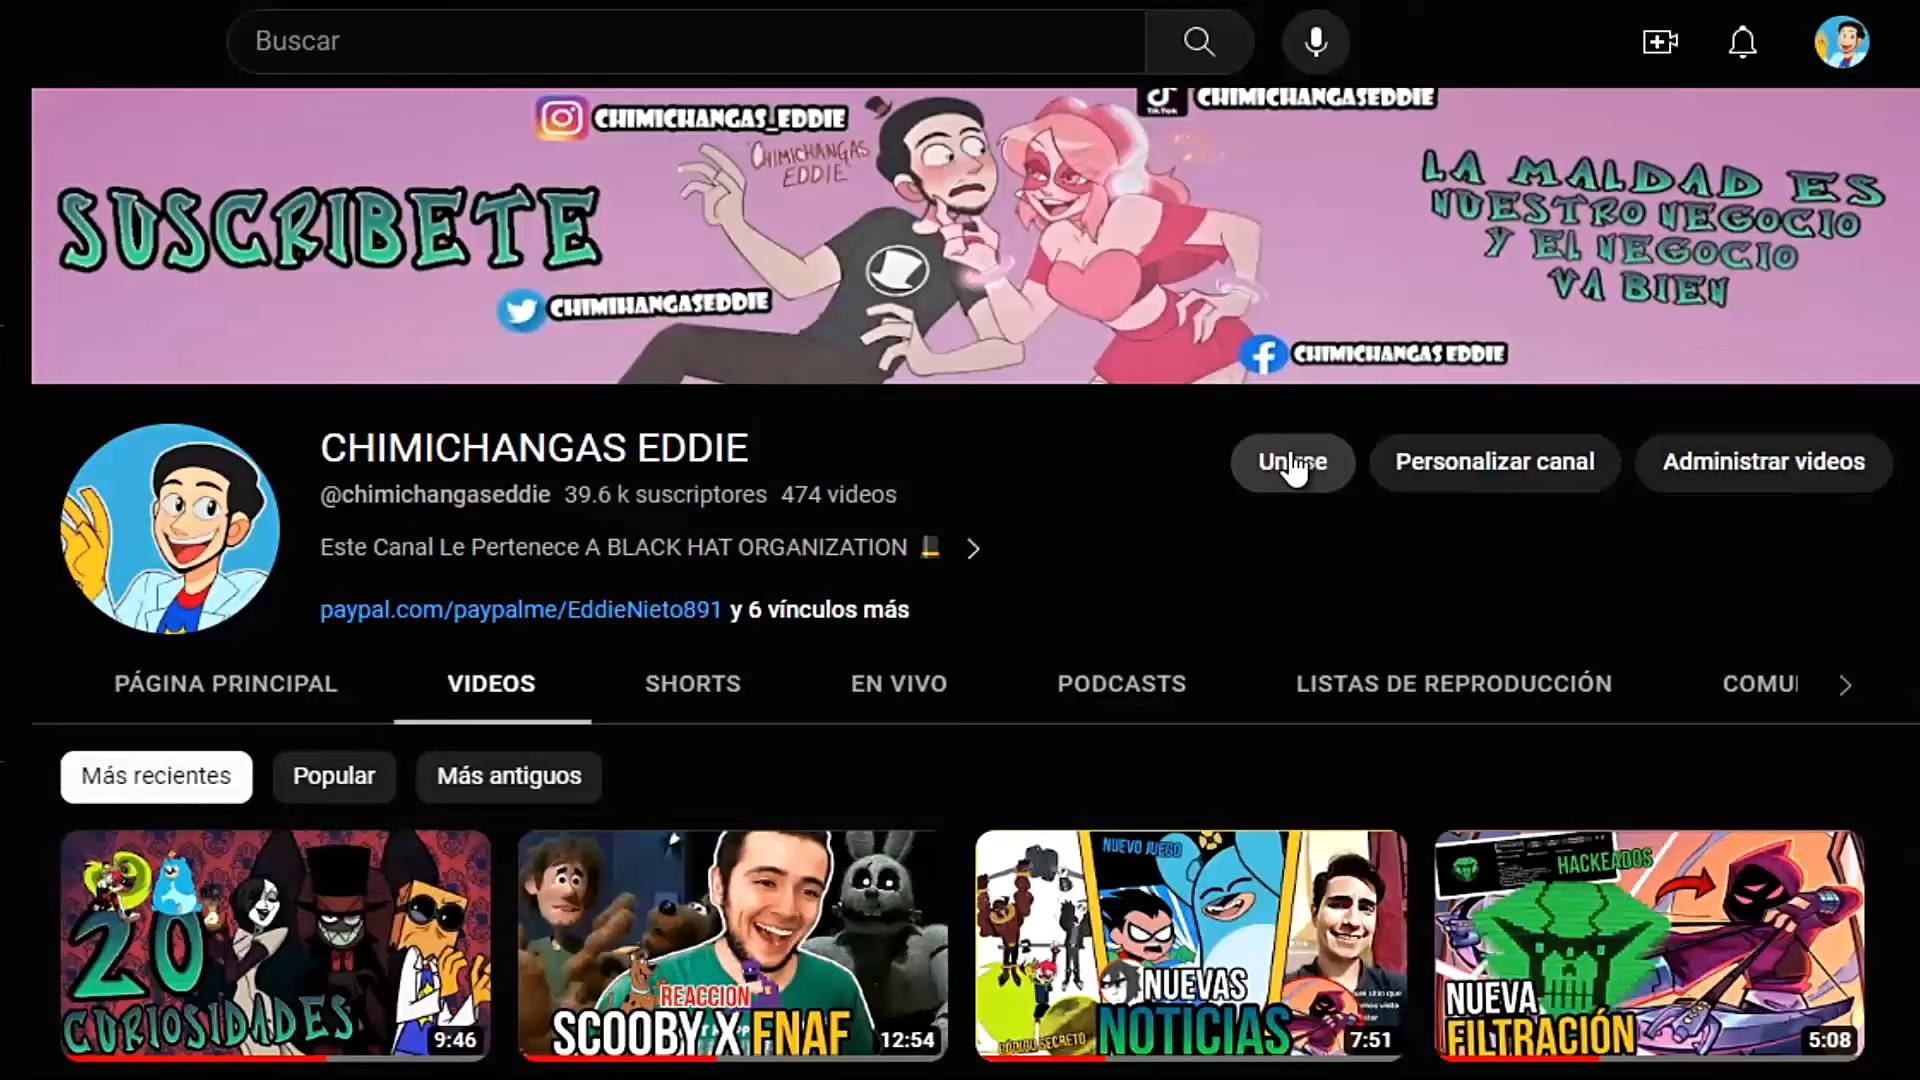 Buscar
CHIMICHANGAS_EDDIE
TikTok
CHIMICHANGASEDDIE
CHIMICHANGAS
EDDIE
SUSCRIBETE
LA MALDAD ES
NUESTRO NEGOCIO
Y EL NEGOCIO
VA BIEN
CHIMIHANGASEDDIE
CHIMICHANGAS EDDIE
CHIMICHANGAS EDDIE
Unirse
Personalizar canal
Administrar videos
@chimichangaseddie 39.6 k suscriptores 474 videos
Este Canal Le Pertenece A BLACK HAT ORGANIZATION
paypal.com/paypalme/EddieNieto891 y 6 vínculos más
PÁGINA PRINCIPAL
VIDEOS
SHORTS
EN VIVO
PODCASTS
LISTAS DE REPRODUCCIÓN
COMU
Más recientes
Popular
Más antiguos
20
CURIOSIDADES
9:46
REACCION
SCOOBY X FNAF
12:54
NUEVO JUEGO
NUEVAS
NOTICIAS
CODIGO SECRETO
7:51
HACKEADOS
NUEVA
FILTRACIÓN
5:08